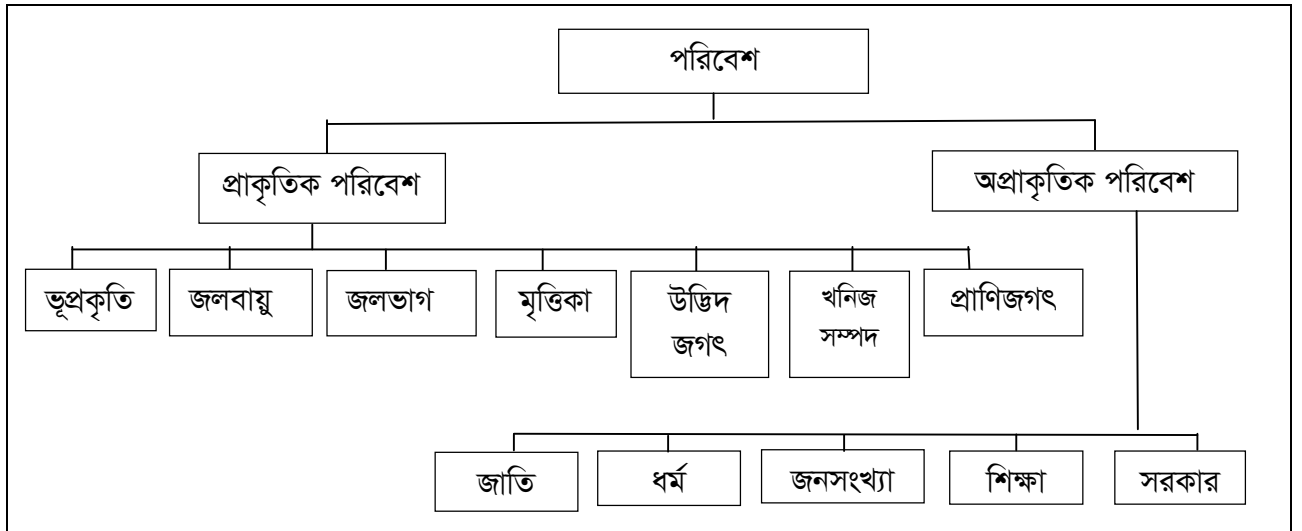 পরিবেশ
প্রাকৃতিক পরিবেশ
অপ্রাকৃতিক পরিবেশ
ভূপ্রকৃতি
জলবায়ু
জলভাগ
মৃত্তিকা
উদ্ভিদ
জগৎ
খনিজ
সম্পদ
প্রাণিজগৎ
জাতি
ধর্ম
জনসংখ্যা
শিক্ষা
সরকার